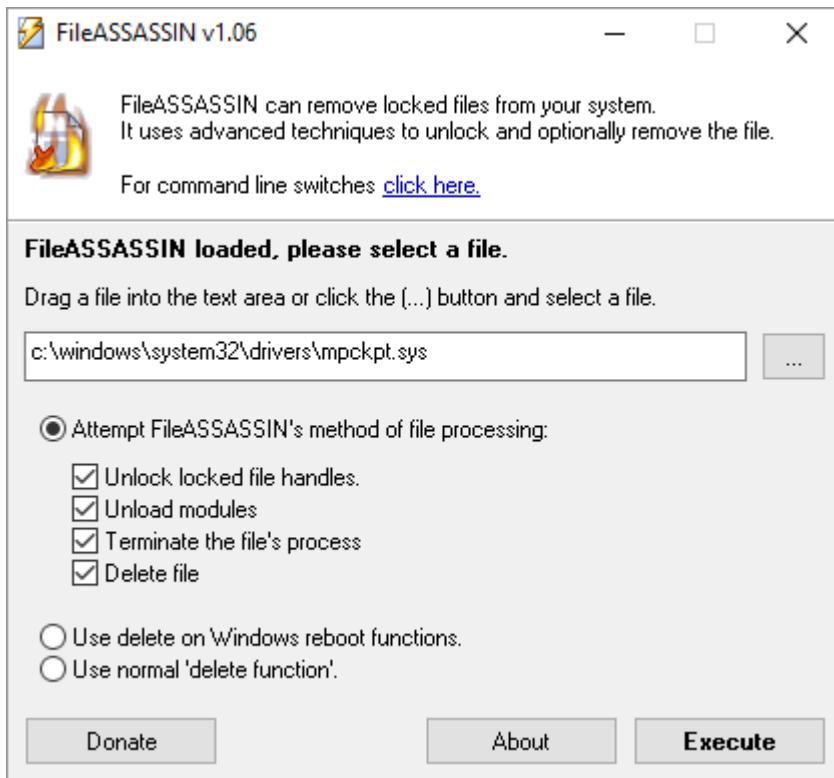 FileASSASSIN v1.06
FileASSASSIN can remove locked files from your system.
It uses advanced techniques to unlock and optionally remove the file.
For command line switches click here.
FileASSASSIN loaded, please select a file.
Drag a file into the text area or click the (...) button and select a file.
c:\windows\system32\drivers\mpckpt.sys
...
Attempt FileASSASSIN's method of file processing:
Unlock locked file handles.
Unload modules
Terminate the file's process
Delete file
Use delete on Windows reboot functions.
Use normal 'delete function'.
Donate About Execute